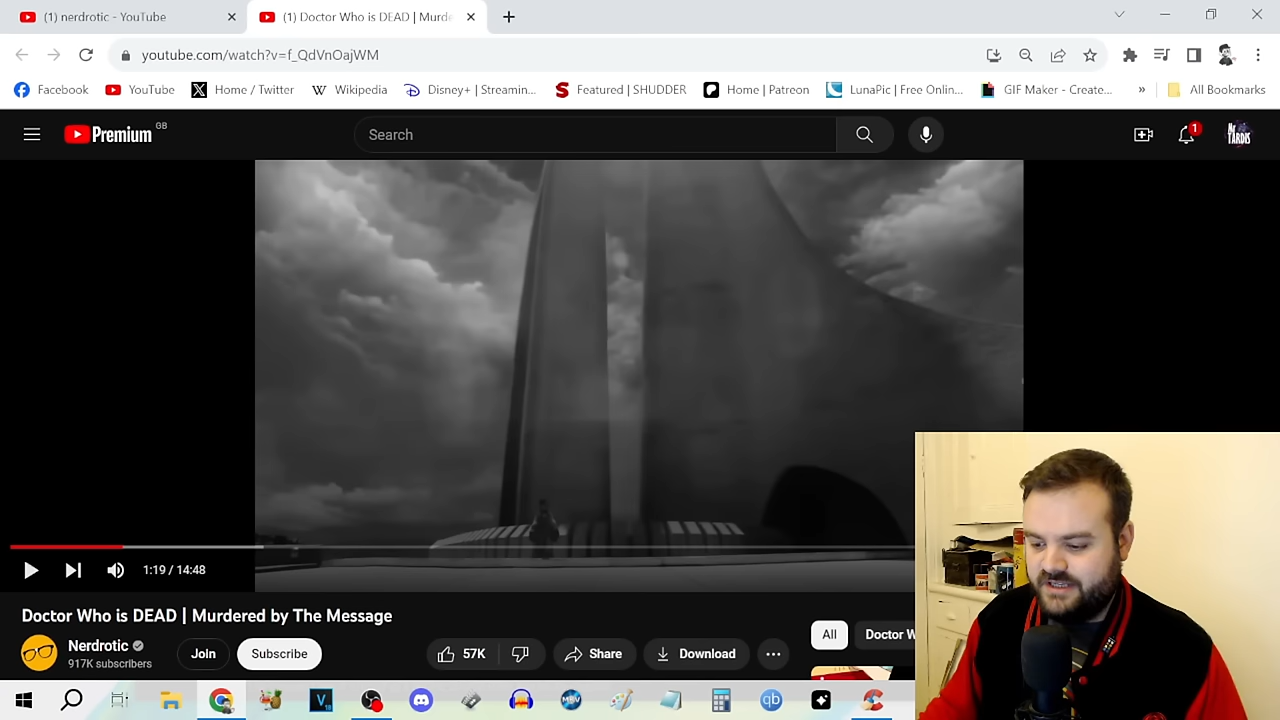 (1) nerdrotic - YouTube
(1) Doctor Who is DEAD | Murde
youtube.com/watch?v=f_QdVnOajWM
Facebook
YouTube
Home / Twitter
Wikipedia
Disney+ | Streamin...
Featured | SHUDDER
Home | Patreon
LunaPic | Free Onlin...
GIF Maker - Create...
»
All Bookmarks
Premium GB
Search
1
Mr TARDIS
1:19 / 14:48
Doctor Who is DEAD | Murdered by The Message
Nerdrotic
917K subscribers
Join
Subscribe
57K
Share
Download
All
Doctor W